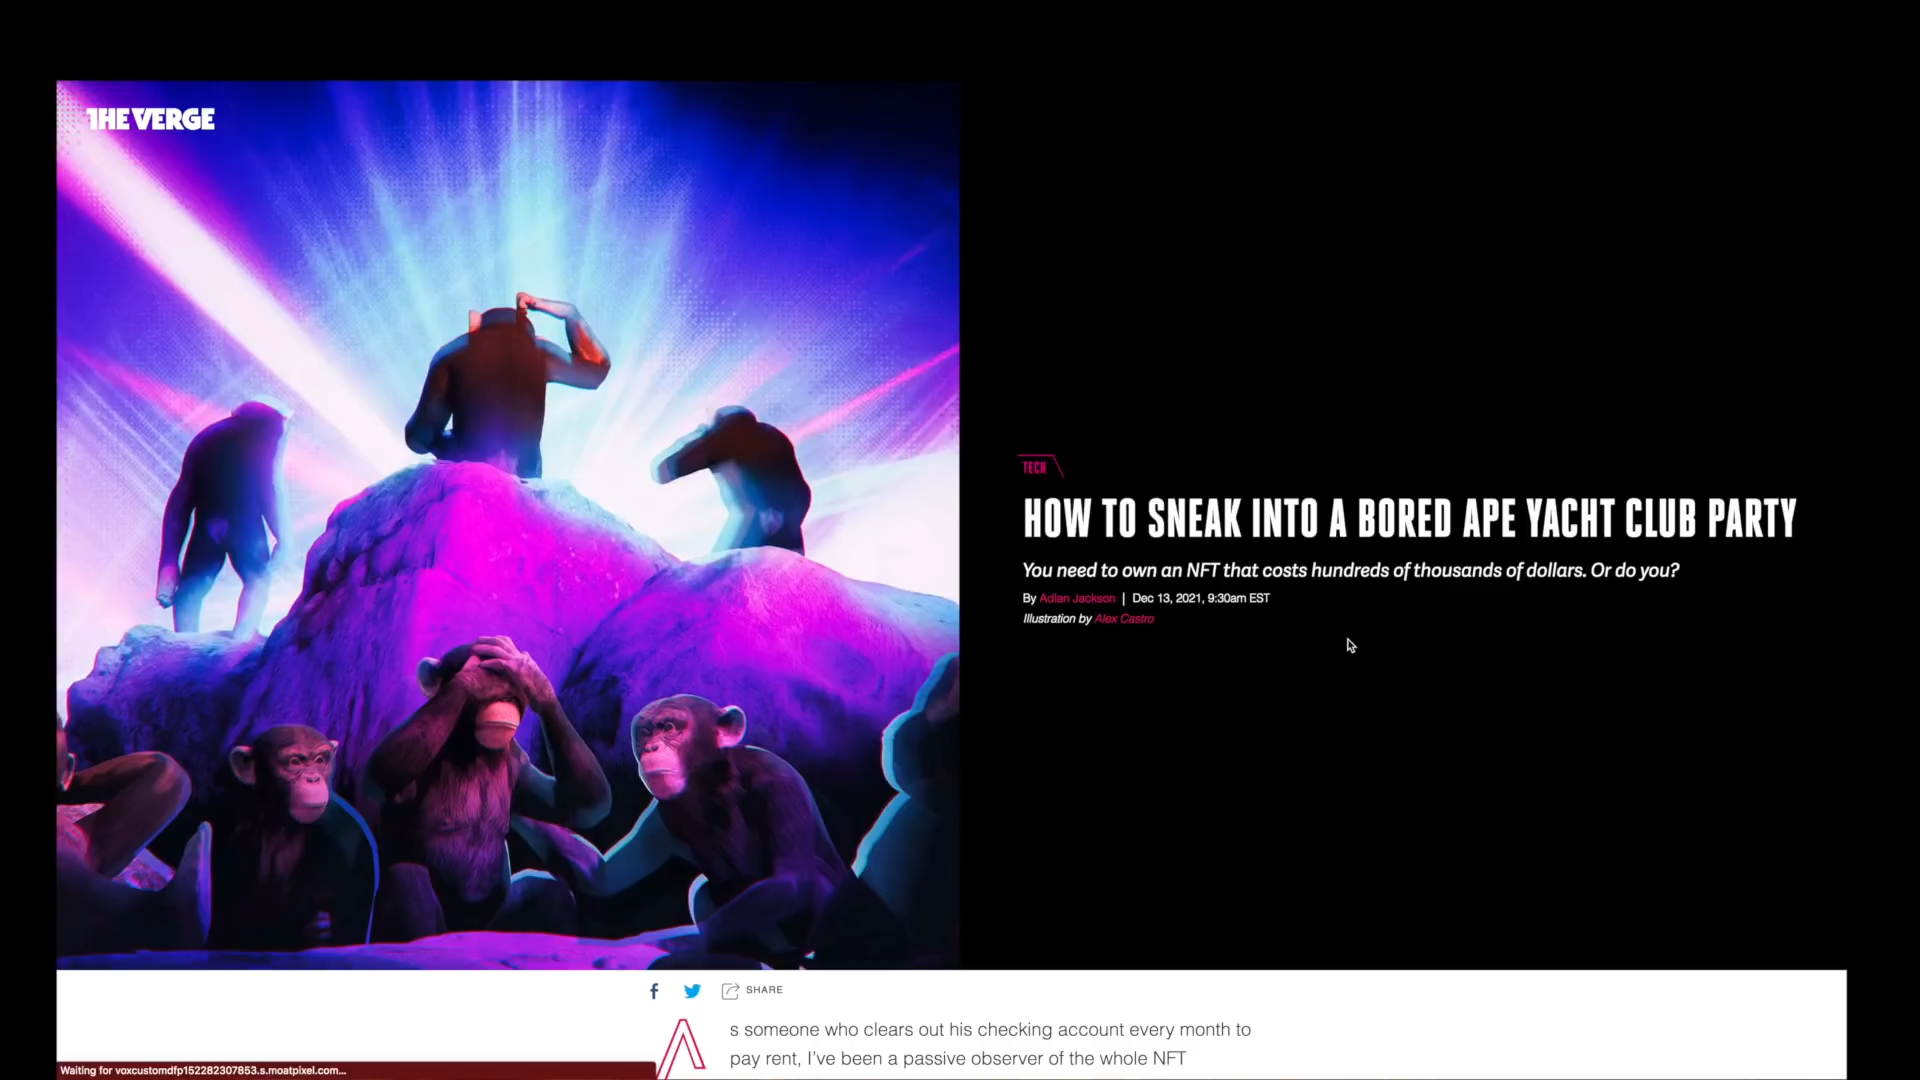 THE VERGE
TECH
HOW TO SNEAK INTO A BORED APE YACHT CLUB PARTY
You need to own an NFT that costs hundreds of thousands of dollars. Or do you?
By Adlan Jackson | Dec 13, 2021, 9:30am EST
Illustration by Alex Castro
SHARE
As someone who clears out his checking account every month to
pay rent, I've been a passive observer of the whole NFT
Waiting for voxcustomdfp152282307853.s.moatpixel.com...